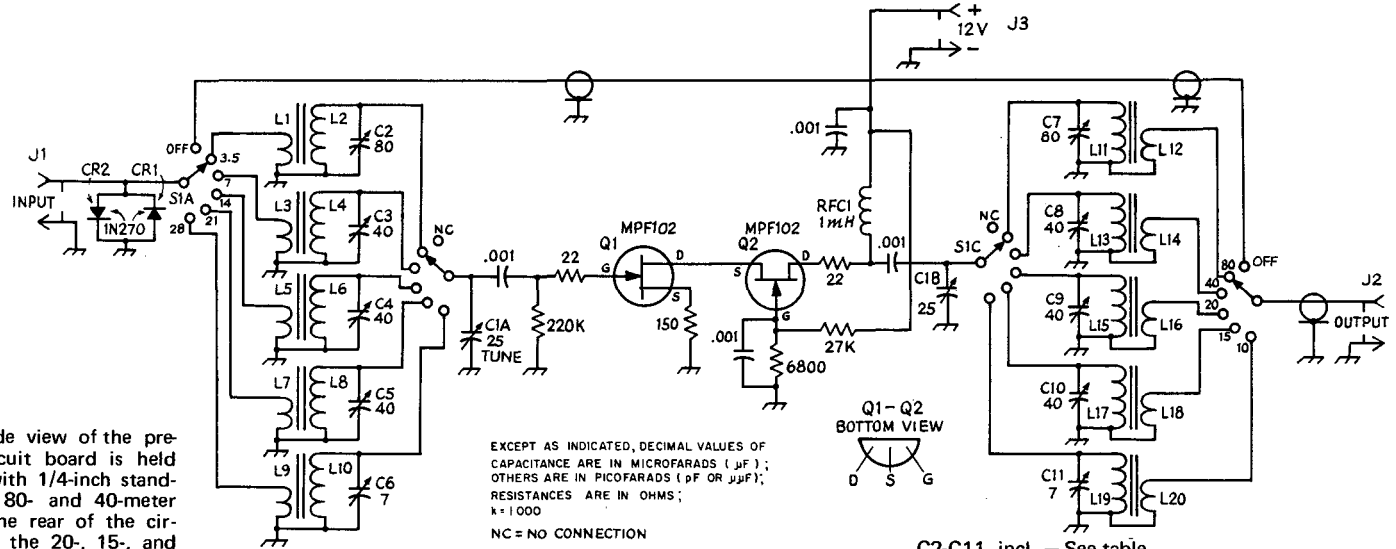 +
12V
J3
-
L1
L2
C2
80
OFF
3.5
7
14
21
28
S1A
J1
INPUT
CR2
CR1
1N270
L3
L4
C3
40
L5
L6
C4
40
L7
L8
C5
40
L9
L10
C6
7
NC
C1A
25
TUNE
.001
220K
22
Q1
MPF102
G
D
S
150
MPF102
Q2
S
D
G
.001
6800
27K
22
.001
RFC1
1mH
.001
C1B
25
NC
S1C
C7
80
L11
L12
C8
40
L13
L14
C9
40
L15
L16
C10
40
L17
L18
C11
7
L19
L20
OFF
80
40
20
15
10
J2
OUTPUT
Q1-Q2
BOTTOM VIEW
D S G
EXCEPT AS INDICATED, DECIMAL VALUES OF
CAPACITANCE ARE IN MICROFARADS (µF);
OTHERS ARE IN PICOFARADS (pF OR µµF);
RESISTANCES ARE IN OHMS;
k=1000
NC = NO CONNECTION
de view of the pre-
cuit board is held
with 1/4-inch stand-
80- and 40-meter
he rear of the cir-
the 20-, 15-, and
C2-C11, incl. — See table